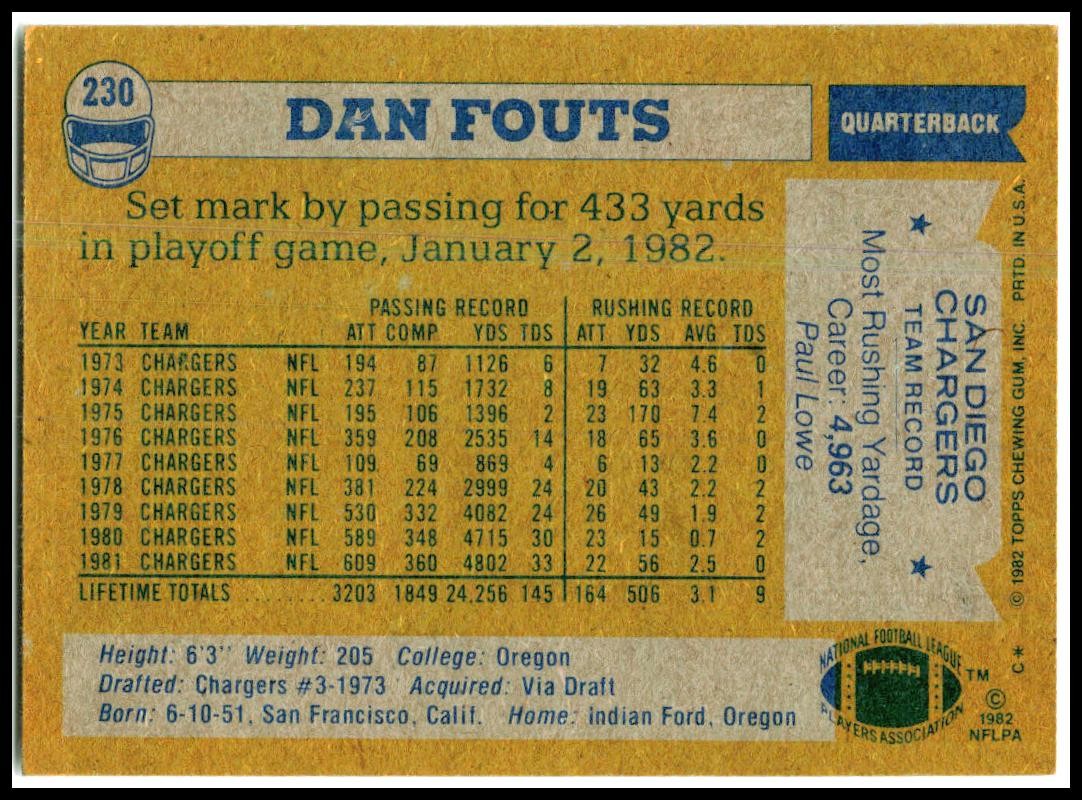 230
DAN FOUTS
QUARTERBACK
Set mark by passing for 433 yards
in playoff game, January 2, 1982.
PASSING RECORD RUSHING RECORD
YEAR TEAM ATT COMP YDS TDS ATT YDS AVG TDS
1973 CHARGERS NFL 194 87 1126 6 7 32 4.6 0
1974 CHARGERS NFL 237 115 1732 8 19 63 3.3 1
1975 CHARGERS NFL 195 106 1396 2 23 170 7.4 2
1976 CHARGERS NFL 359 208 2535 14 18 65 3.6 0
1977 CHARGERS NFL 109 69 869 4 6 13 2.2 0
1978 CHARGERS NFL 381 224 2999 24 20 43 2.2 2
1979 CHARGERS NFL 530 332 4082 24 26 49 1.9 2
1980 CHARGERS NFL 589 348 4715 30 23 15 0.7 2
1981 CHARGERS NFL 609 360 4802 33 22 56 2.5 0
LIFETIME TOTALS ........... 3203 1849 24,256 145 164 506 3.1 9
SAN DIEGO
CHARGERS
★ TEAM RECORD ★
Most Rushing Yardage,
Career: 4,963
Paul Lowe
© 1982 TOPPS CHEWING GUM, INC. PRTD. IN U.S.A.
C*
Height: 6'3" Weight: 205 College: Oregon
Drafted: Chargers #3-1973 Acquired: Via Draft
Born: 6-10-51, San Francisco, Calif. Home: Indian Ford, Oregon
NATIONAL FOOTBALL LEAGUE
PLAYERS ASSOCIATION
TM
©
1982
NFLPA